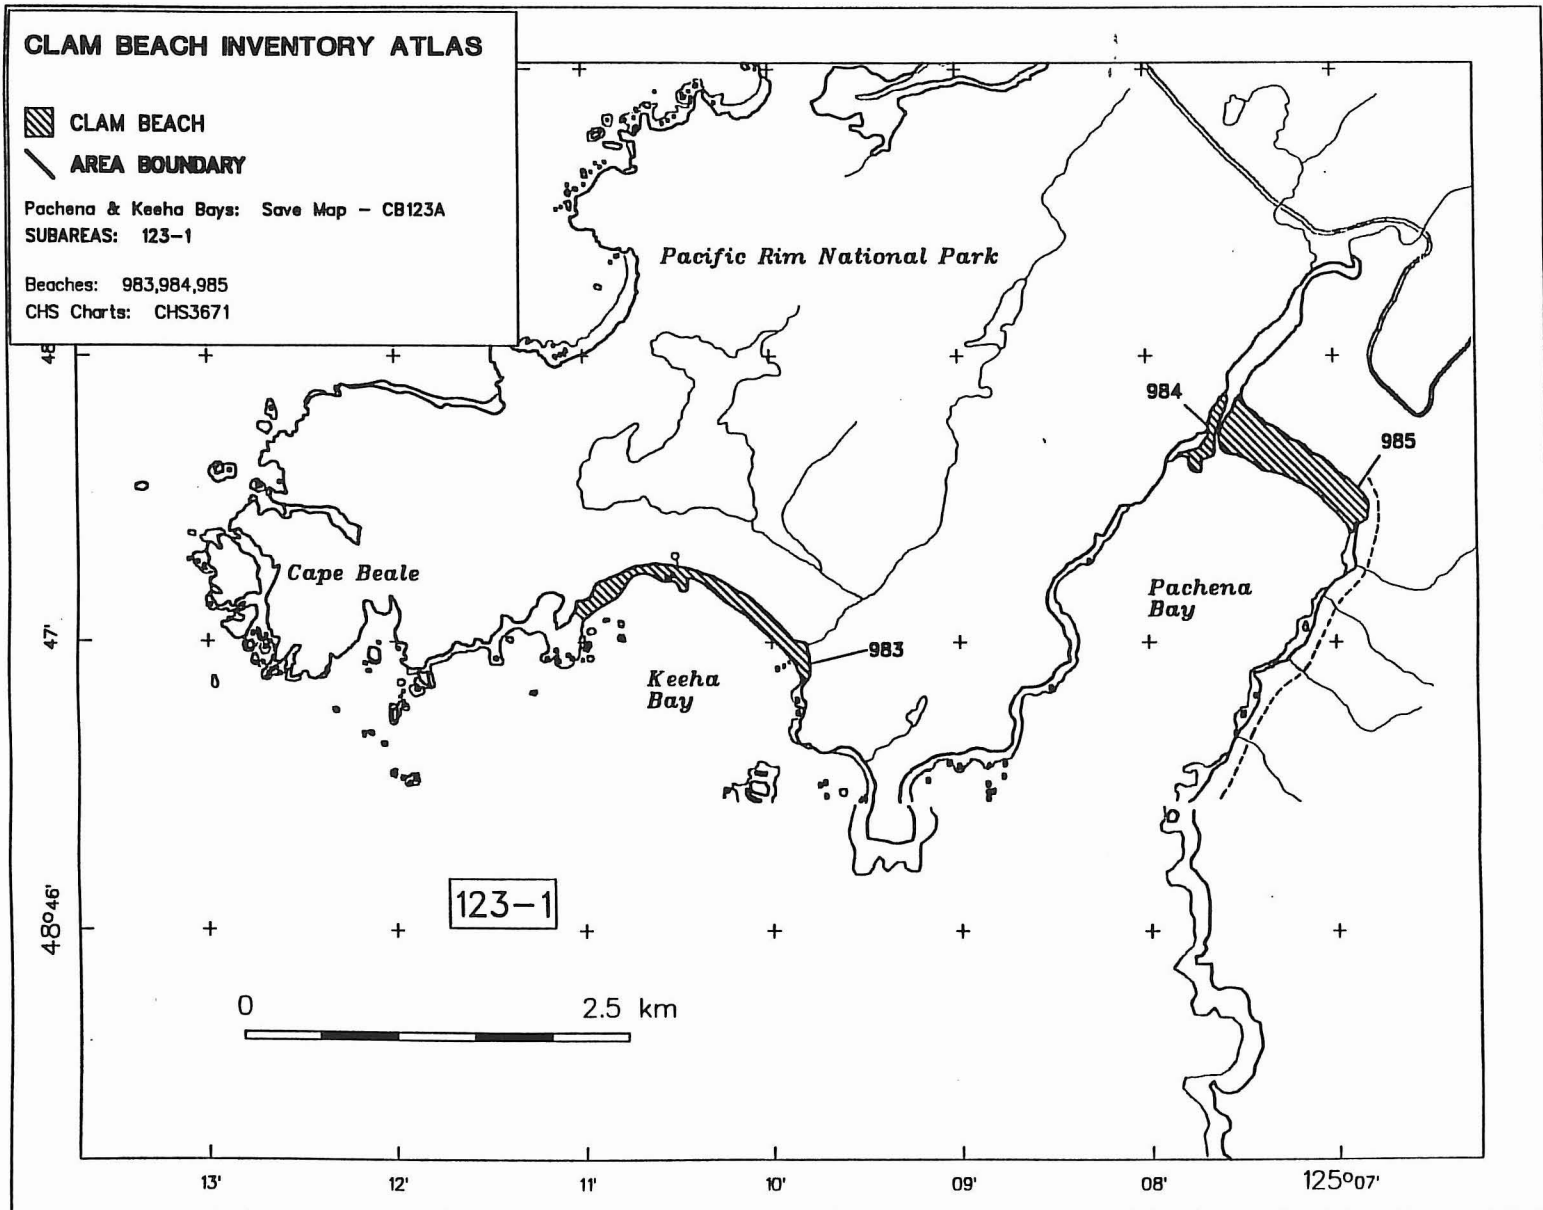 CLAM BEACH INVENTORY ATLAS
CLAM BEACH
AREA BOUNDARY
Pachena & Keeha Bays: Save Map - CB123A
SUBAREAS: 123-1
Beaches: 983,984,985
CHS Charts: CHS3671
Pacific Rim National Park
48
984
985
Cape Beale
Pachena
Bay
47'
983
Keeha
Bay
123-1
48°46'
0 2.5 km
13' 12' 11' 10' 09' 08' 125°07'